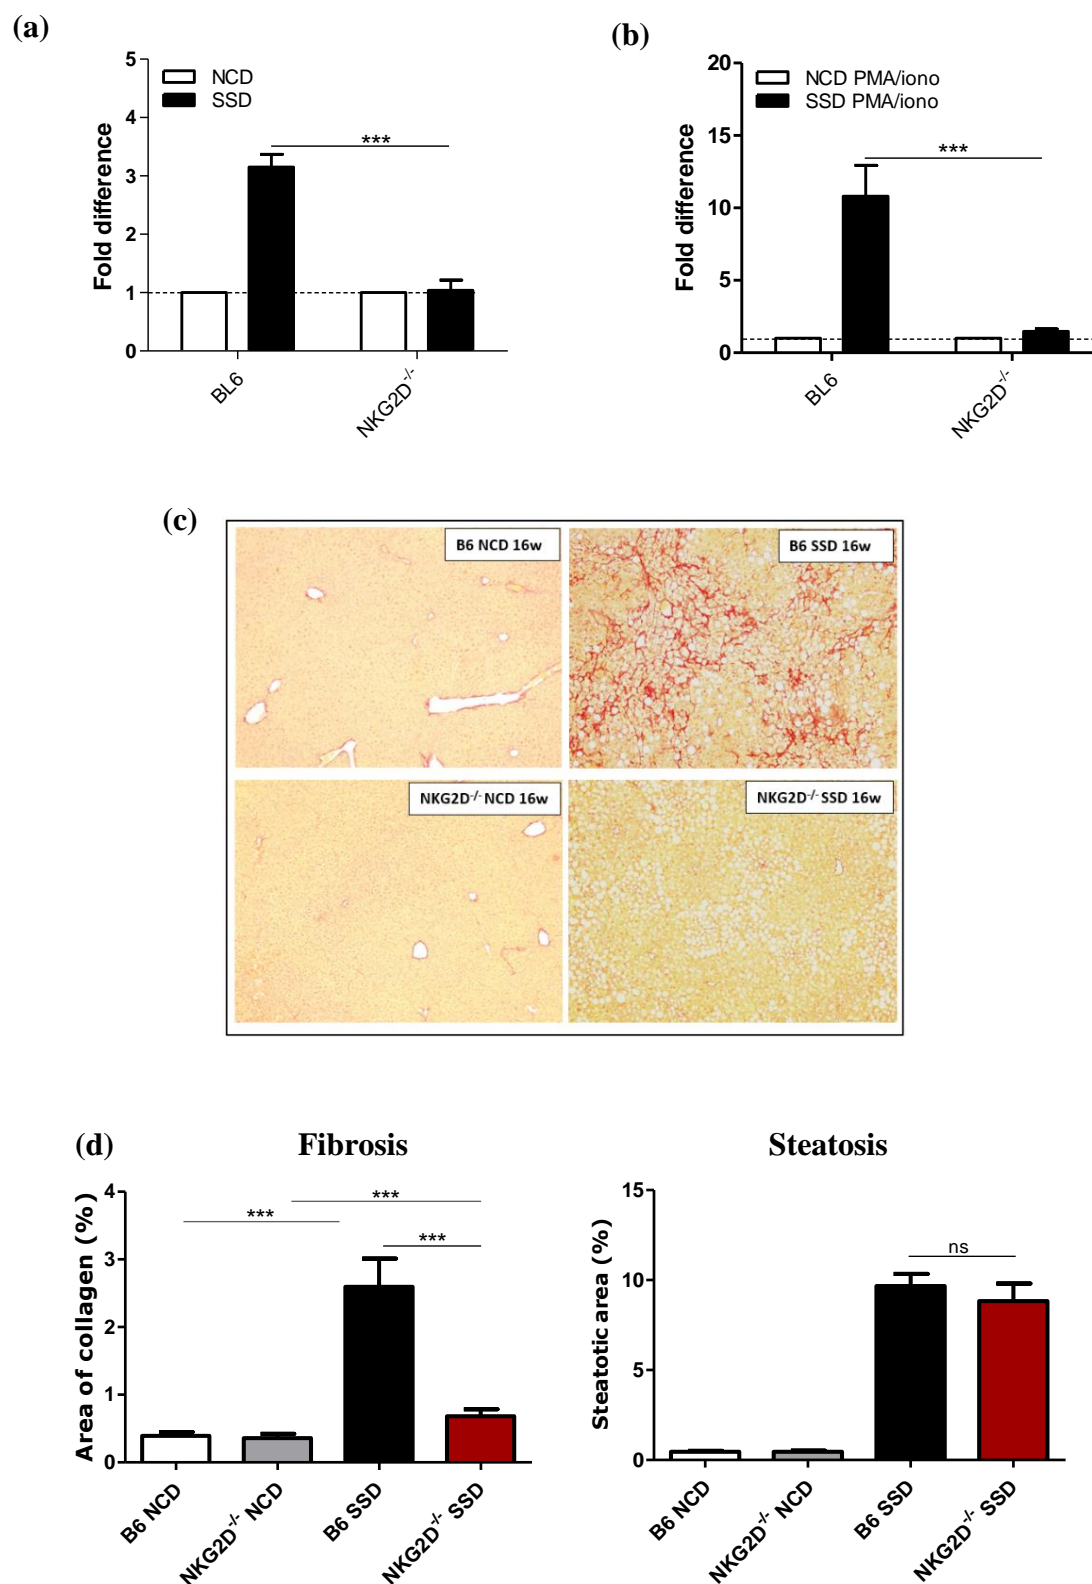 (a)
5
4
3
2
1
0
Fold difference
NCD
SSD
***
BL6
NKG2D-/-
(b)
20
15
10
5
0
Fold difference
NCD PMA/iono
SSD PMA/iono
***
BL6
NKG2D-/-
(c)
B6 NCD 16w
B6 SSD 16w
NKG2D-/- NCD 16w
NKG2D-/- SSD 16w
(d)
Fibrosis
4
3
2
1
0
Area of collagen (%)
***
***
***
B6 NCD
NKG2D-/- NCD
B6 SSD
NKG2D-/- SSD
Steatosis
15
10
5
0
Steatotic area (%)
ns
B6 NCD
NKG2D-/- NCD
B6 SSD
NKG2D-/- SSD